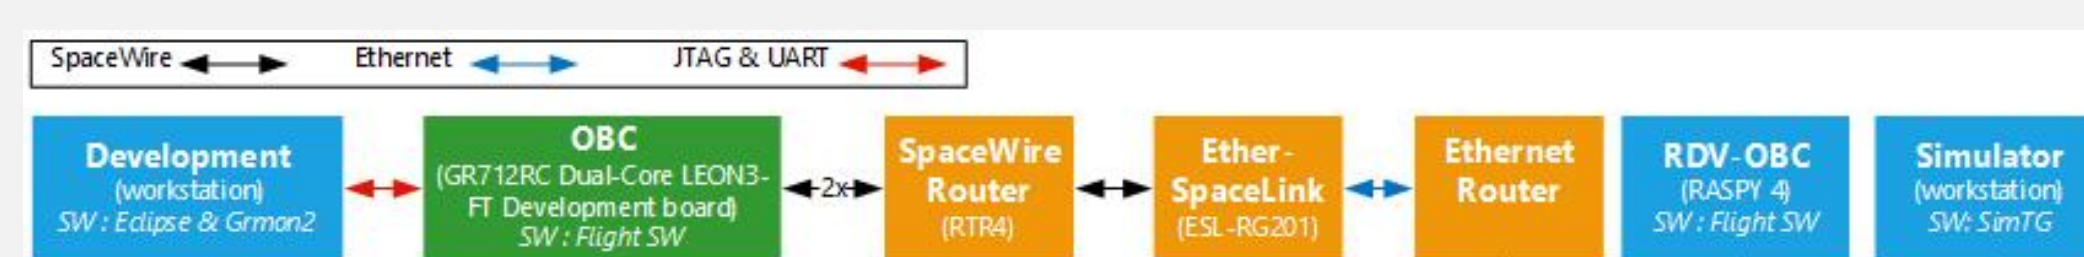 SpaceWire Ethernet JTAG & UART
Development
(workstation)
SW : Eclipse & Grmon2
OBC
(GR712RC Dual-Core LEON3-
FT Development board)
SW : Flight SW
2x
SpaceWire
Router
(RTR4)
Ether-
SpaceLink
(ESL-RG201)
Ethernet
Router
RDV-OBC
(RASPY 4)
SW : Flight SW
Simulator
(workstation)
SW: SimTG